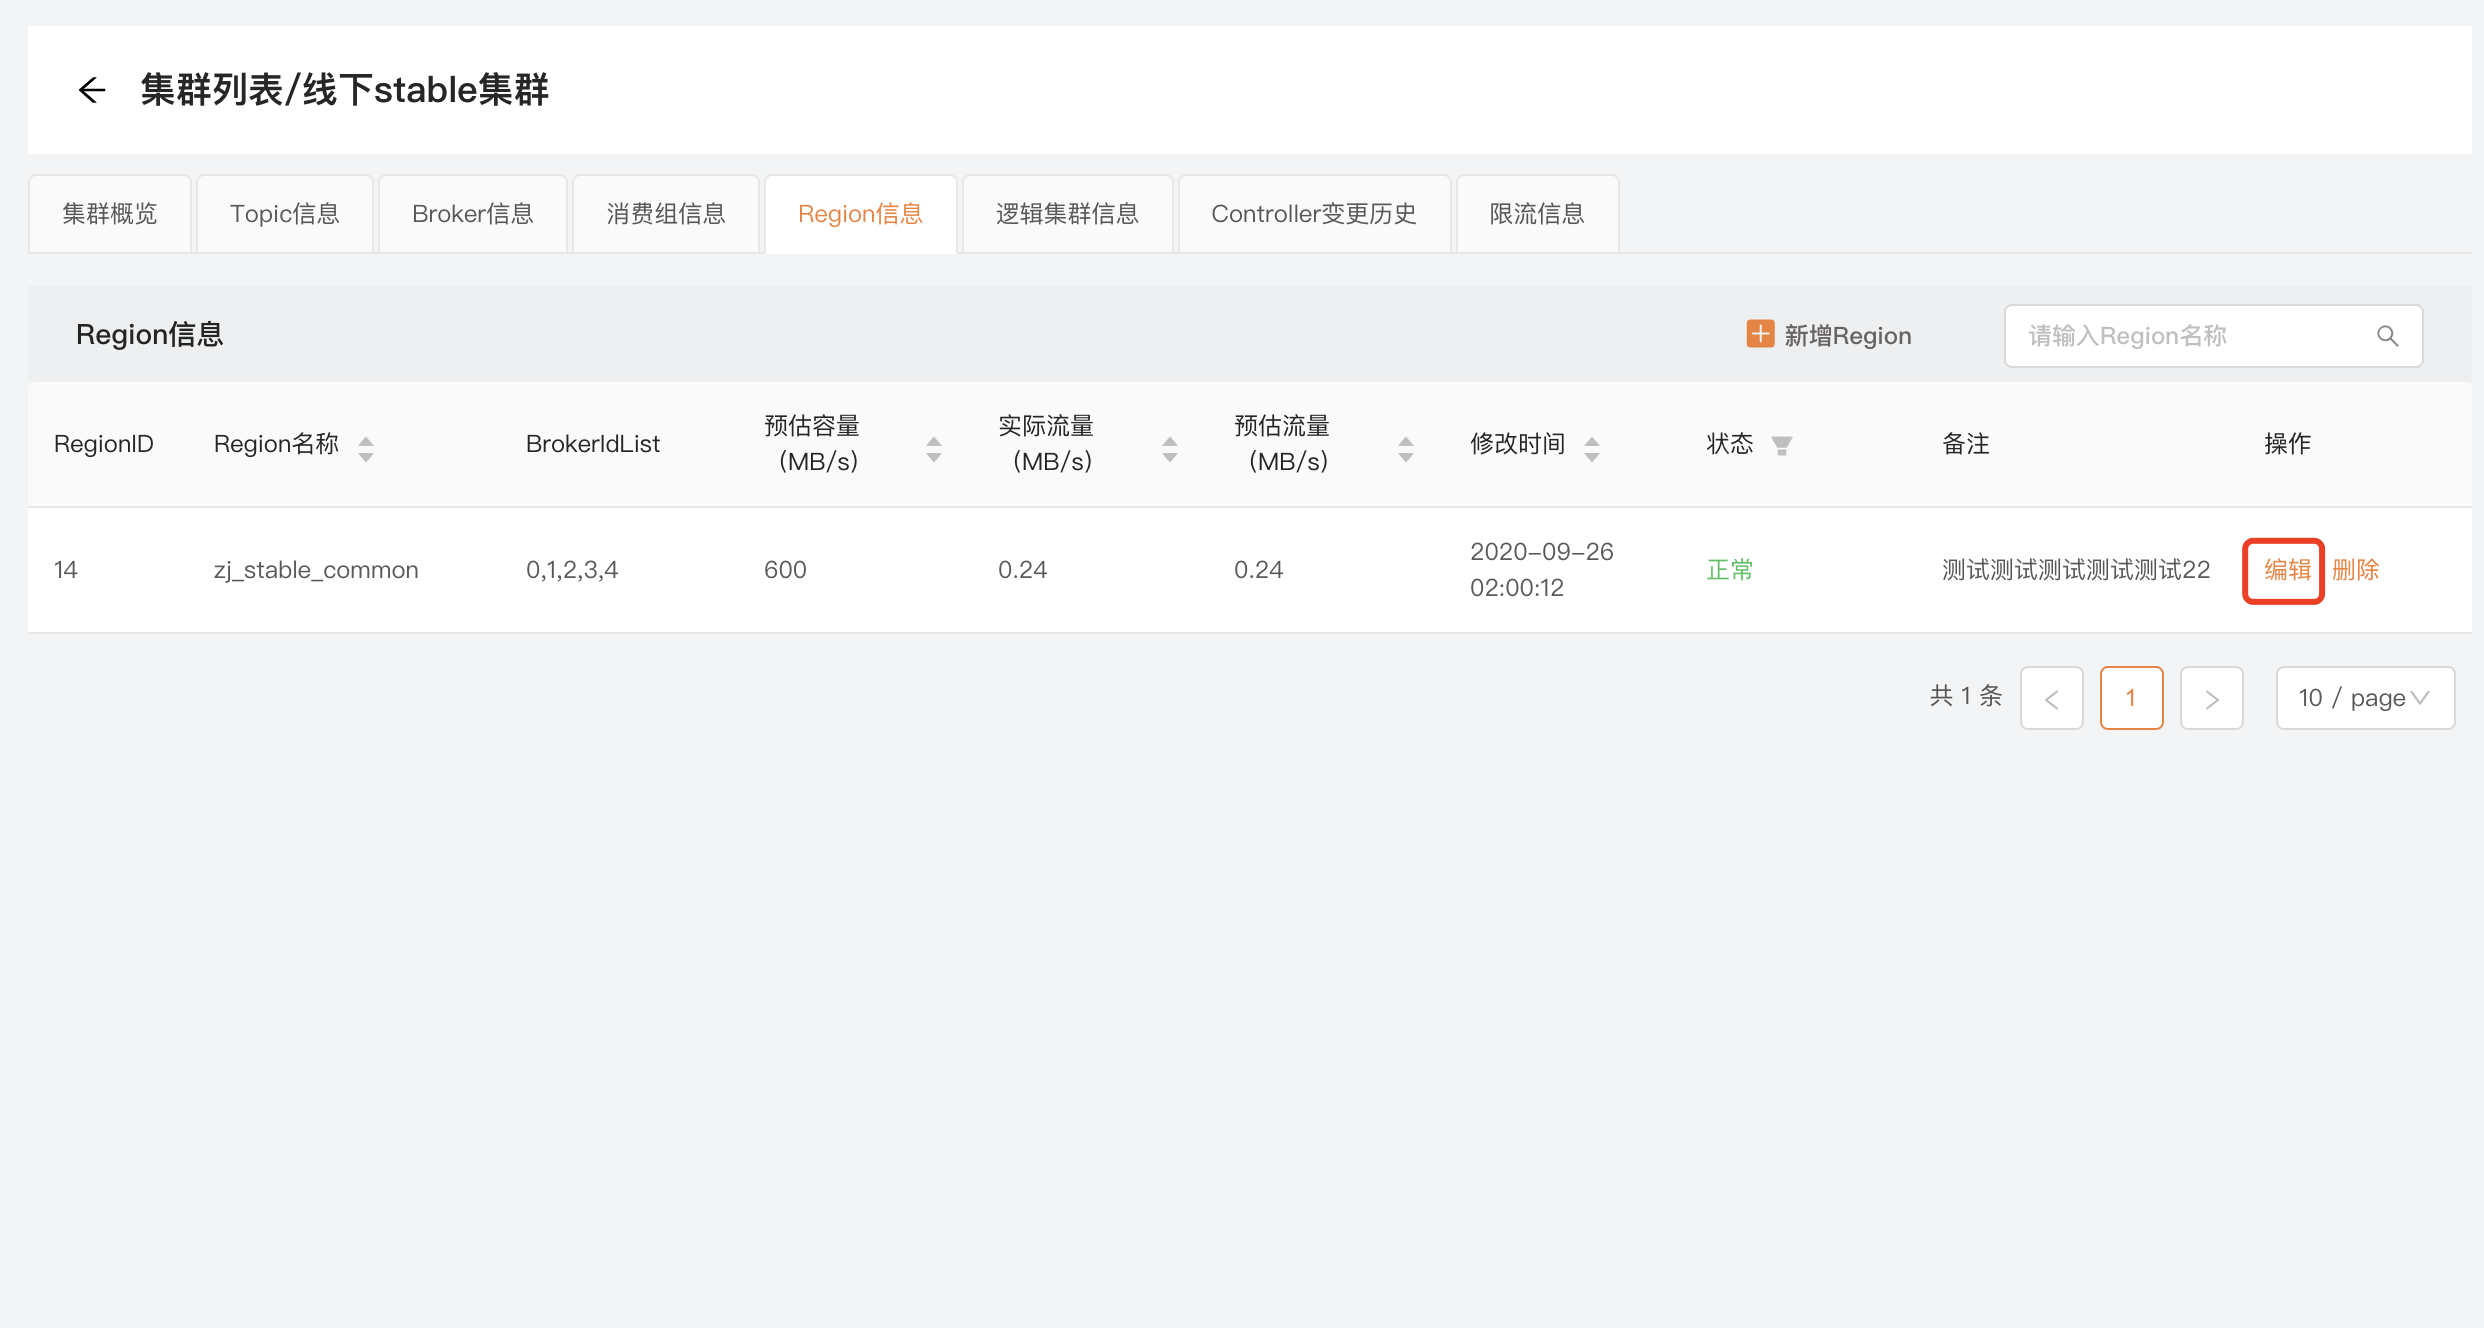 集群列表/线下stable集群
集群概览
Topic信息
Broker信息
消费组信息
Region信息
逻辑集群信息
Controller变更历史
限流信息
Region信息
新增Region
请输入Region名称
RegionID
Region名称
BrokerIdList
预估容量
（MB/s）
实际流量
（MB/s）
预估流量
（MB/s）
修改时间
状态
备注
操作
14
zj_stable_common
0,1,2,3,4
600
0.24
0.24
2020-09-26
02:00:12
正常
测试测试测试测试测试22
编辑
删除
共 1 条
<
1
>
10 / page